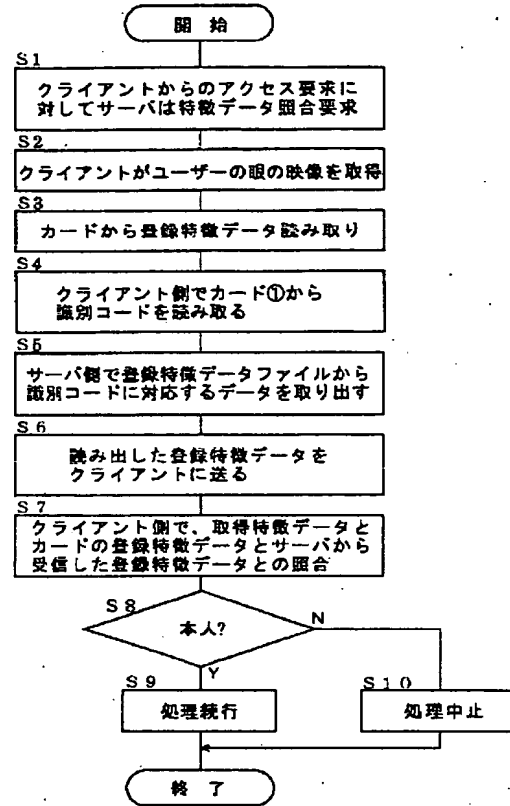 開 始
S1
クライアントからのアクセス要求に
対してサーバは特徴データ照合要求
S2
クライアントがユーザーの眼の映像を取得
S3
カードから登録特徴データ読み取り
S4
クライアント側でカード①から
識別コードを読み取る
S5
サーバ側で登録特徴データファイルから
識別コードに対応するデータを取り出す
S6
読み出した登録特徴データを
クライアントに送る
S7
クライアント側で、取得特徴データと
カードの登録特徴データとサーバから
受信した登録特徴データとの照合
S8
本人?
N
Y
S9
処理続行
S10
処理中止
終 了